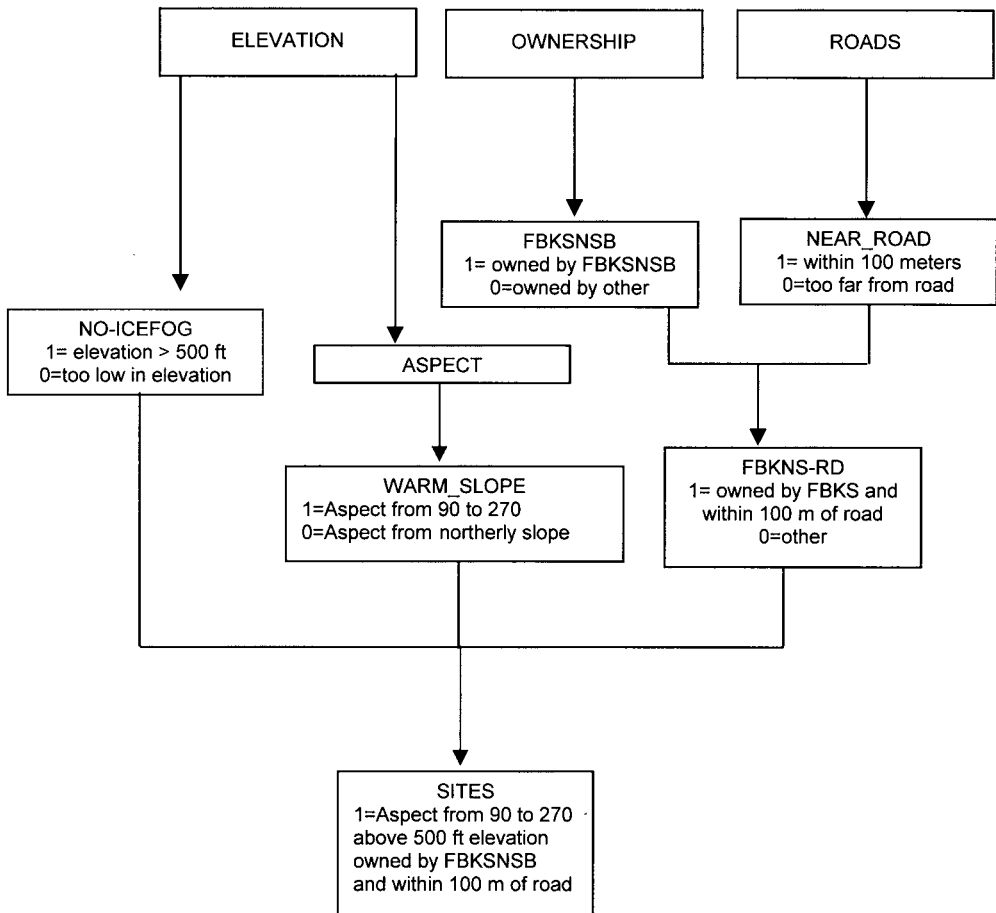 ELEVATION
OWNERSHIP
ROADS
FBKSNSB
1= owned by FBKSNSB
0=owned by other
NEAR_ROAD
1= within 100 meters
0=too far from road
NO-ICEFOG
1= elevation > 500 ft
0=too low in elevation
ASPECT
WARM_SLOPE
1=Aspect from 90 to 270
0=Aspect from northerly slope
FBKNS-RD
1= owned by FBKS and
within 100 m of road
0=other
SITES
1=Aspect from 90 to 270
above 500 ft elevation
owned by FBKSNSB
and within 100 m of road